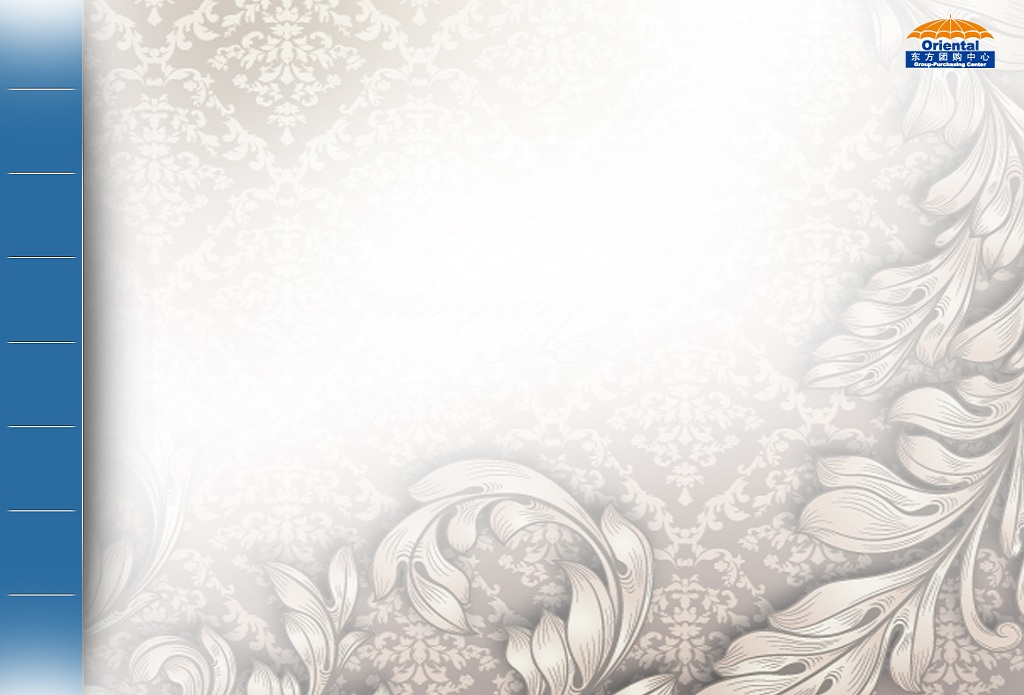 Oriental
东方团购中心
Group-Purchasing Center